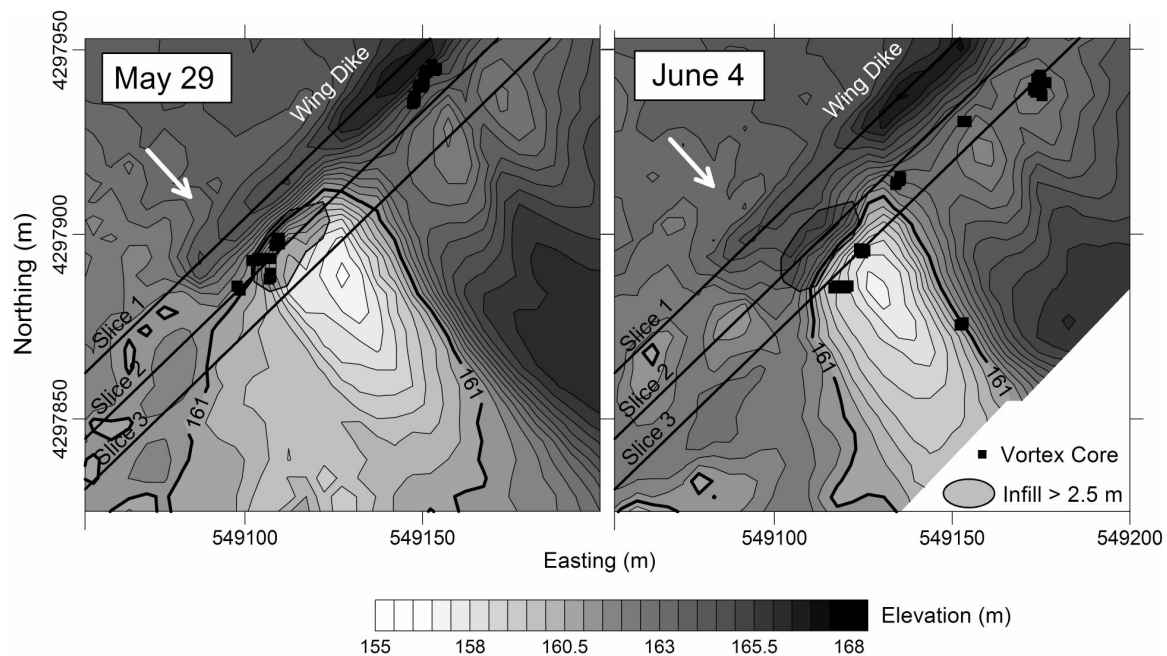 May 29
Wing Dike
Slice 1
Slice 2
Slice 3
161
161
June 4
Wing Dike
Slice 1
Slice 2
Slice 3
161
161
Vortex Core
Infill > 2.5 m
4297950
4297900
4297850
Northing (m)
549100
549150
549100
549150
549200
Easting (m)
155
158
160.5
163
165.5
168
Elevation (m)